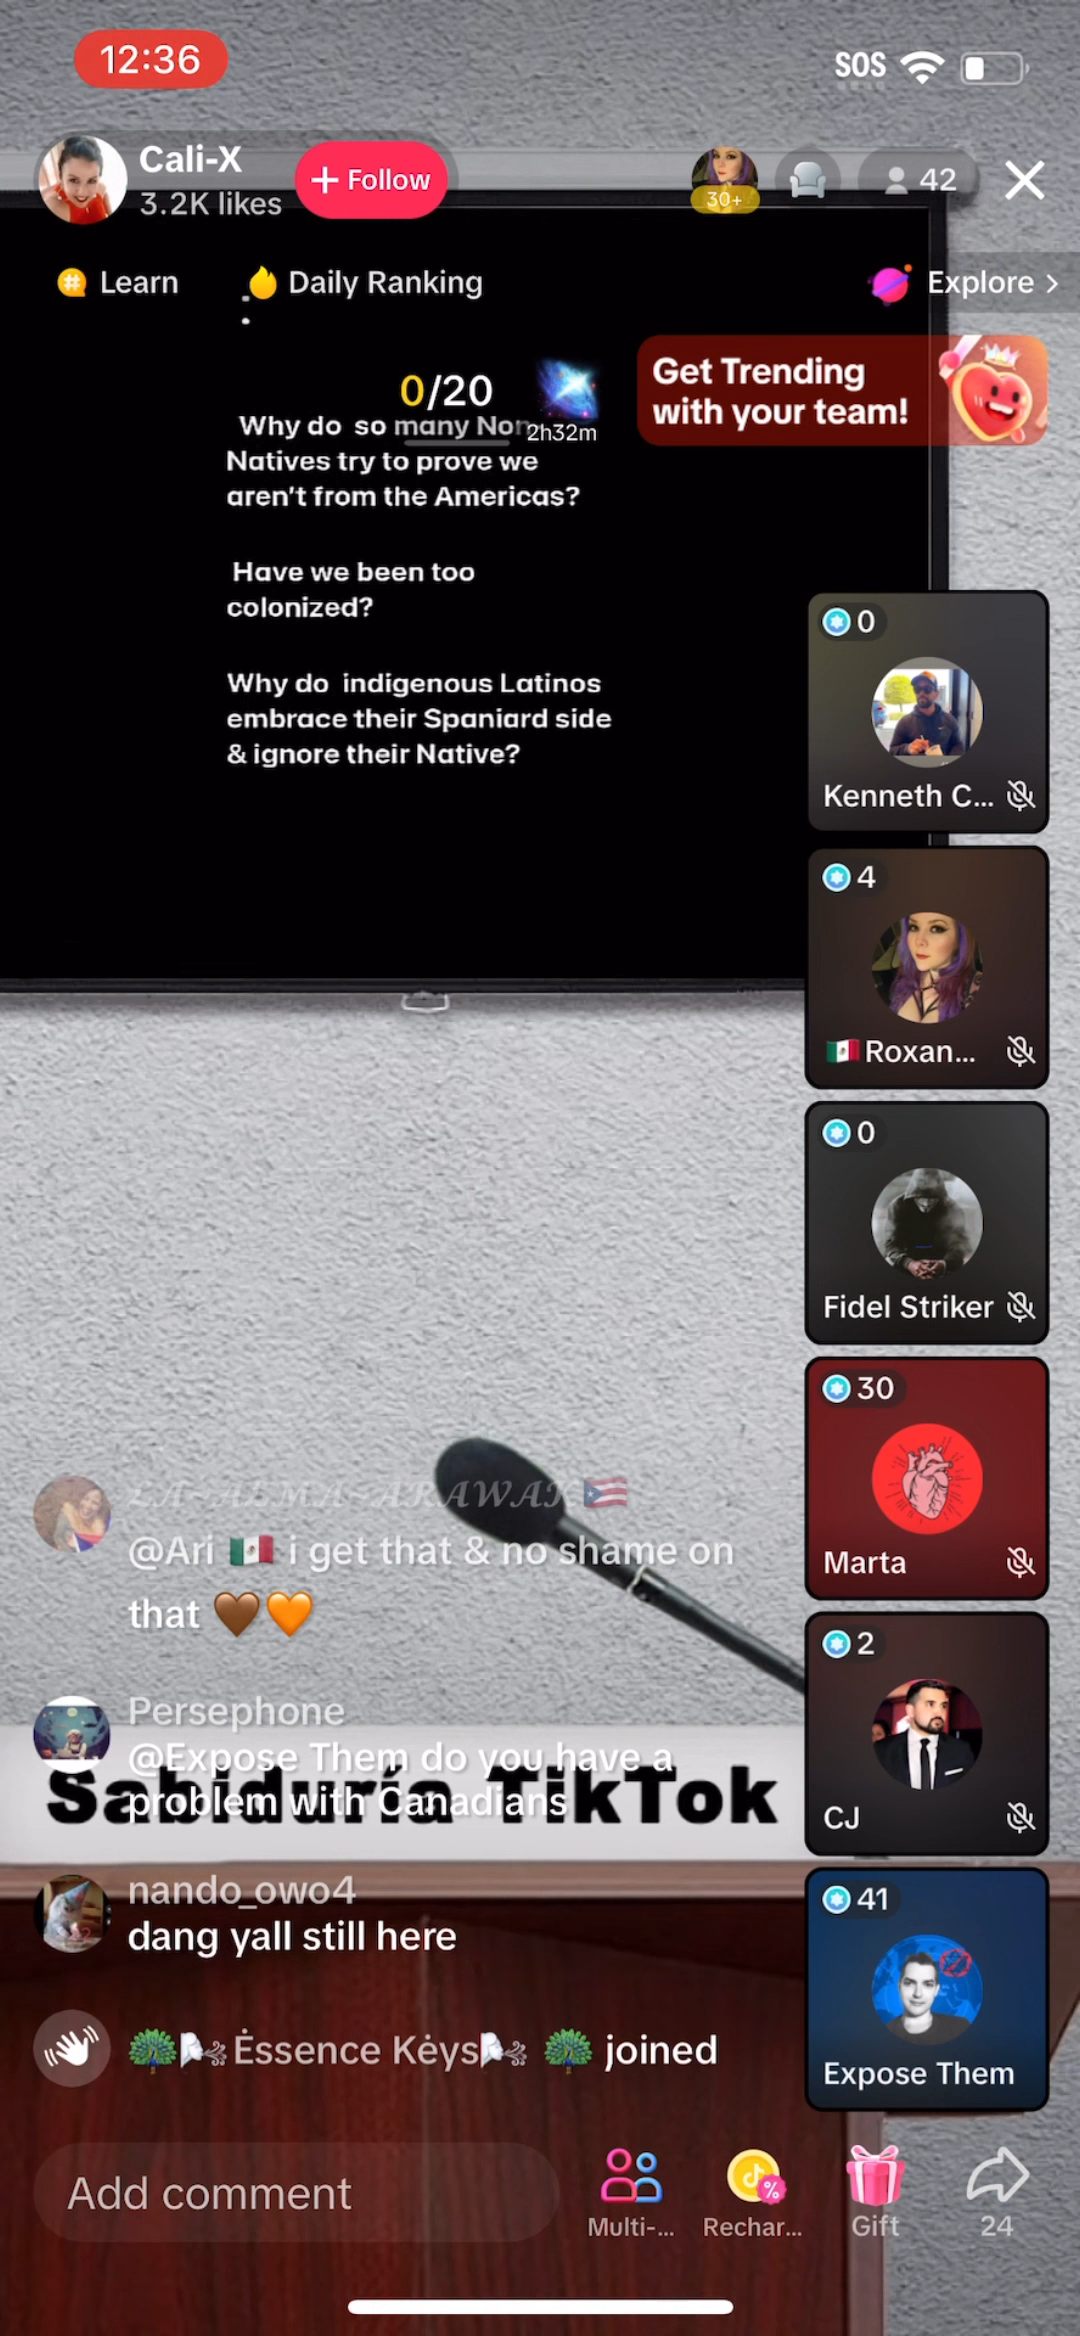 12:36
SOS
Cali-X
3.2K likes
+ Follow
30+
42
Learn
Daily Ranking
Explore >
0/20
2h32m
Get Trending
with your team!
Why do so many Non
Natives try to prove we
aren't from the Americas?
Have we been too
colonized?
Why do indigenous Latinos
embrace their Spaniard side
& ignore their Native?
0
Kenneth C...
4
🇲🇽 Roxan...
0
Fidel Striker
30
Marta
2
CJ
41
Expose Them
ARAWAK 🇵🇷
@Ari 🇲🇽 i get that & no shame on
that 🤎🧡
Persephone
@Expose Them do you have a
problem with Canadians
Sabiduría TikTok
nando_owo4
dang yall still here
🦚🌬️Ėssence Kėys🌬️ 🦚 joined
Add comment
Multi-...
Rechar...
Gift
24